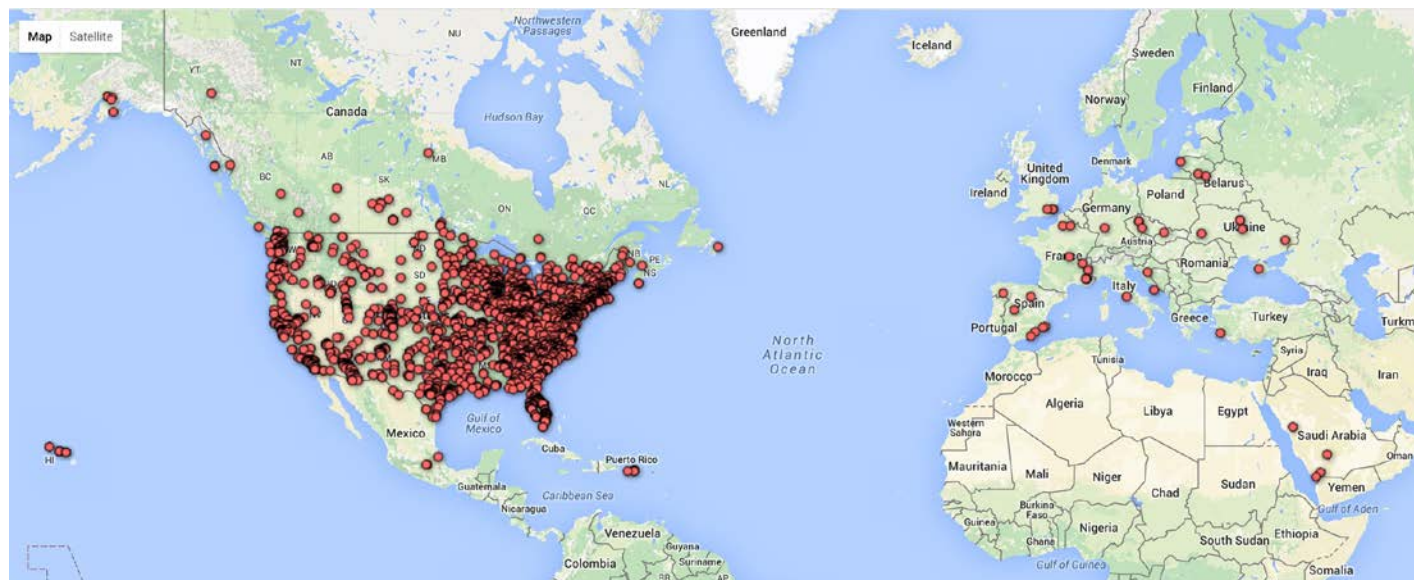 Map Satellite
Northwestern
Passages
NU
Greenland
Iceland
Sweden
Finland
Norway
YT
NT
Canada
Hudson Bay
AB
MB
SK
BC
ON
QC
NL
NB
PE
NS
ND
SD
Denmark
United
Kingdom
Ireland
Belarus
Poland
Germany
Ukraine
Austria
France
Romania
Italy
Spain
Portugal
Greece
Turkey
Turkm
Syria
Tunisia
Morocco
Iraq
Iran
North
Atlantic
Ocean
Algeria
Libya
Egypt
Western
Sahara
Saudi Arabia
Oman
Gulf of
Mexico
Mexico
Cuba
HI
Puerto Rico
Guatemala
Caribbean Sea
Nicaragua
Mauritania
Mali
Niger
Chad
Sudan
Yemen
Gulf of Aden
Burkina
Faso
Guinea
Ghana
Nigeria
South Sudan
Ethiopia
Gulf of Guinea
Somalia
Venezuela
Guyana
Suriname
Colombia
RR
AP